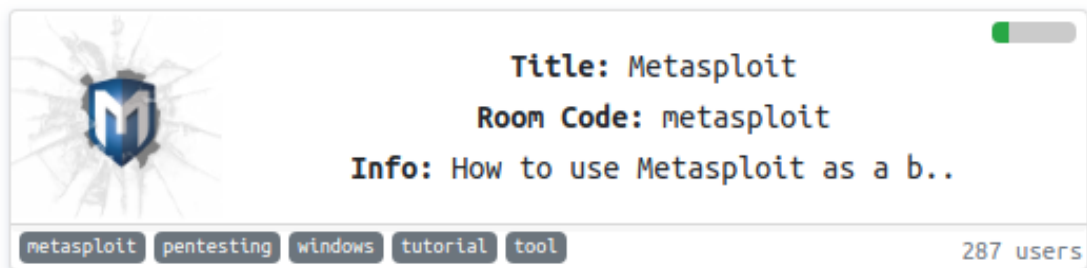 Title: Metasploit
Room Code: metasploit
Info: How to use Metasploit as a b..
metasploit pentesting windows tutorial tool
287 users